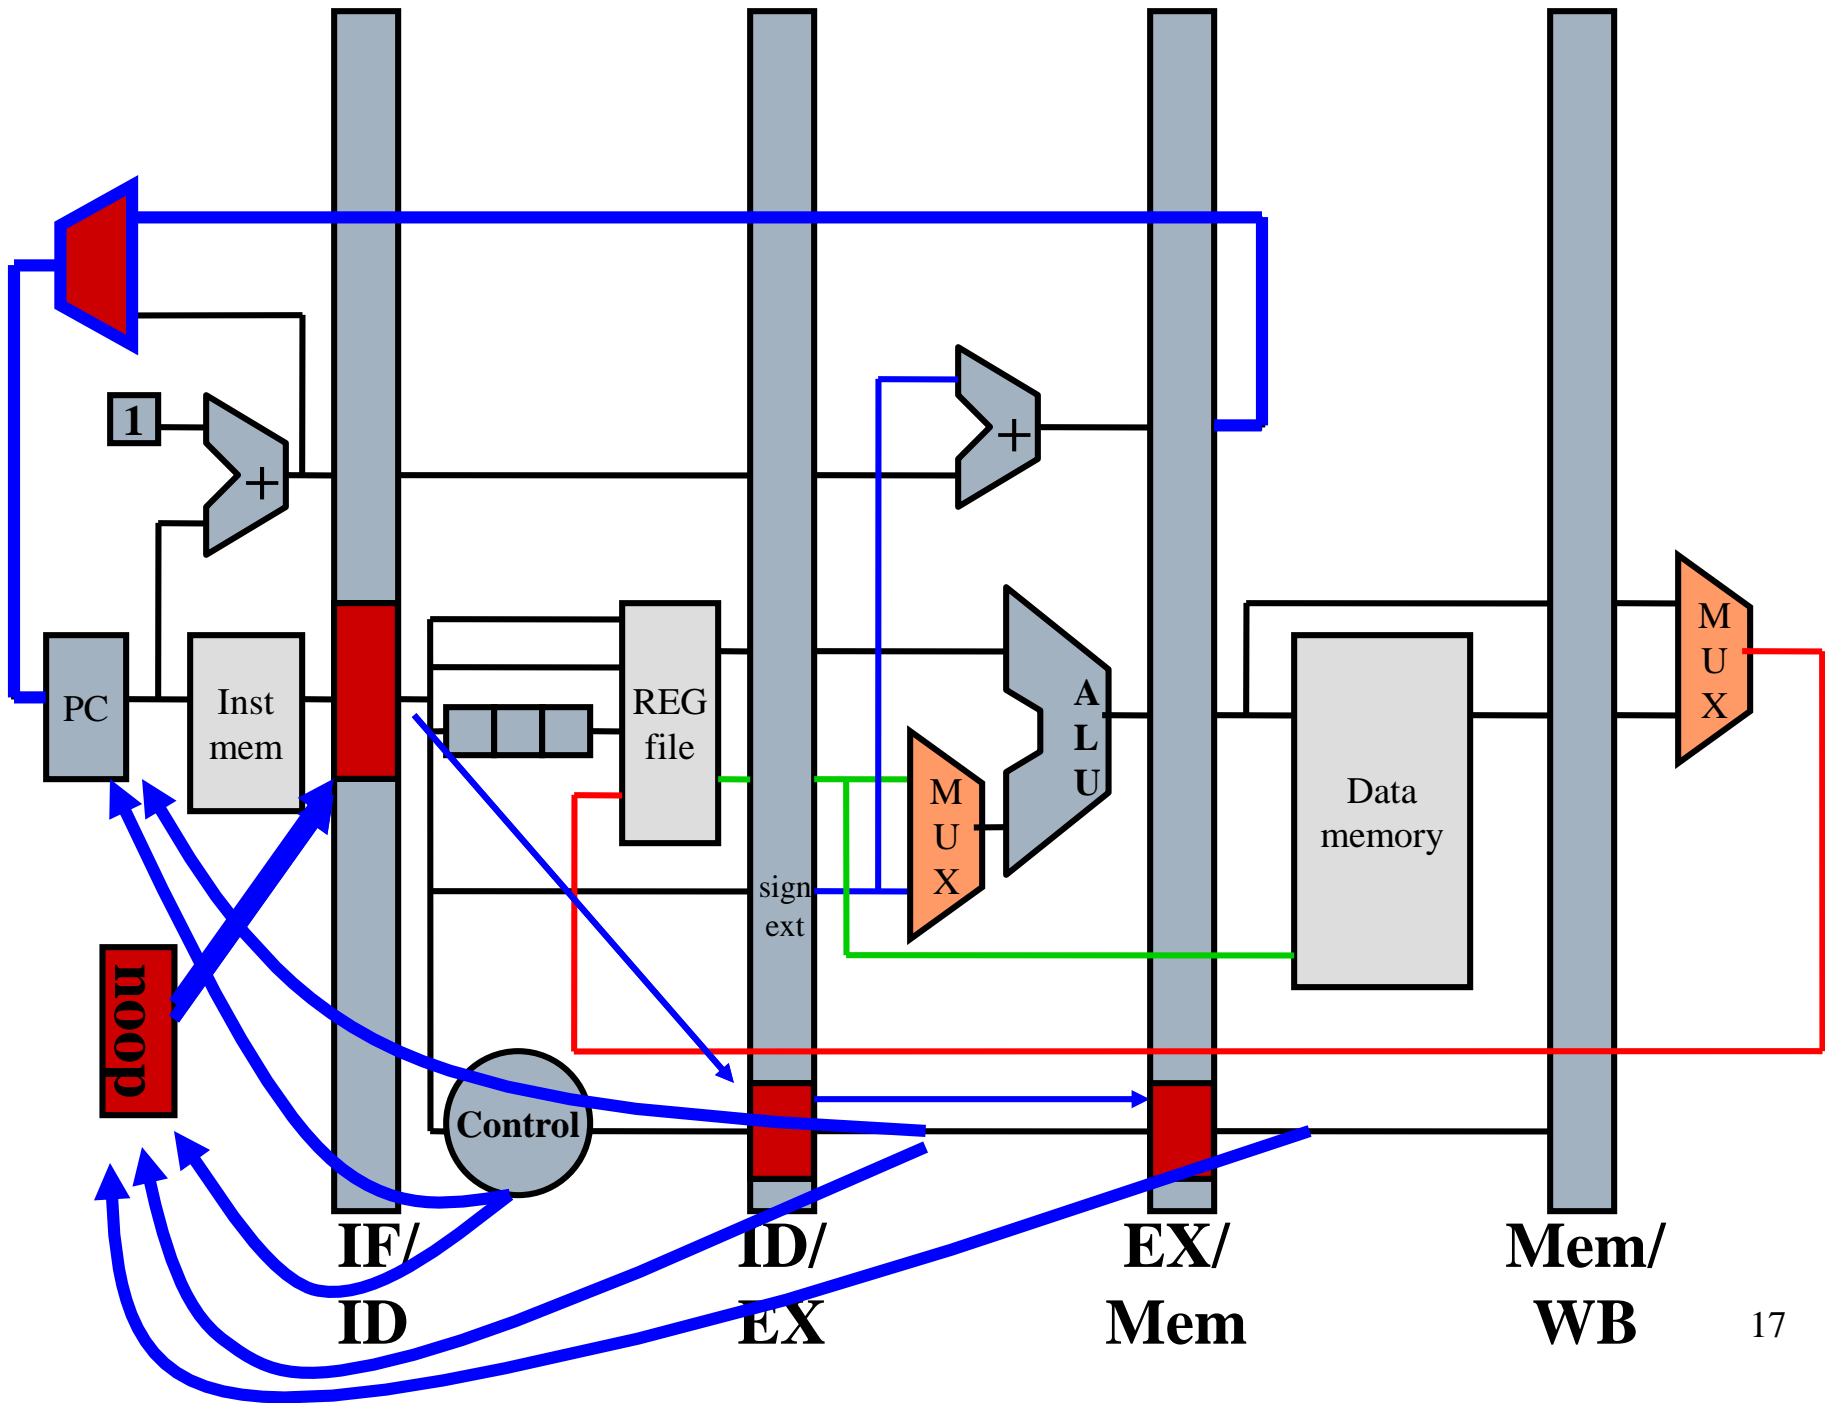 1
+
+
PC
Inst
mem
REG
file
M
U
X
A
L
U
Data
memory
M
U
X
sign
ext
noop
Control
IF/
ID
ID/
EX
EX/
Mem
Mem/
WB
17